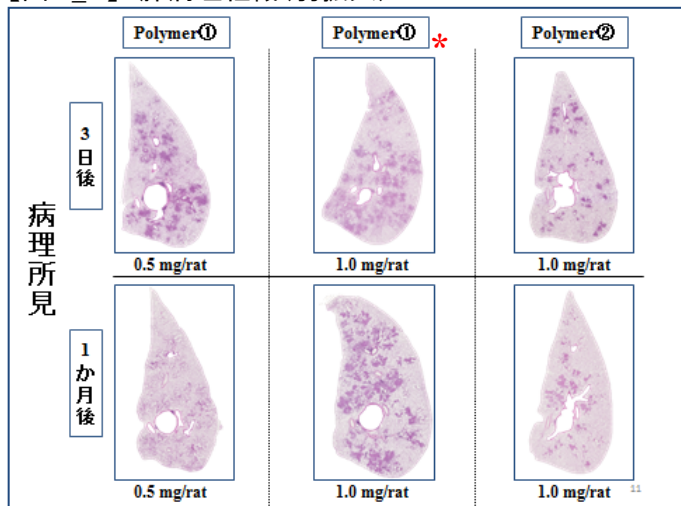 Polymer①
Polymer①*
Polymer②
病理所見
3日後
0.5 mg/rat
1.0 mg/rat
1.0 mg/rat
1か月後
0.5 mg/rat
1.0 mg/rat
1.0 mg/rat
11